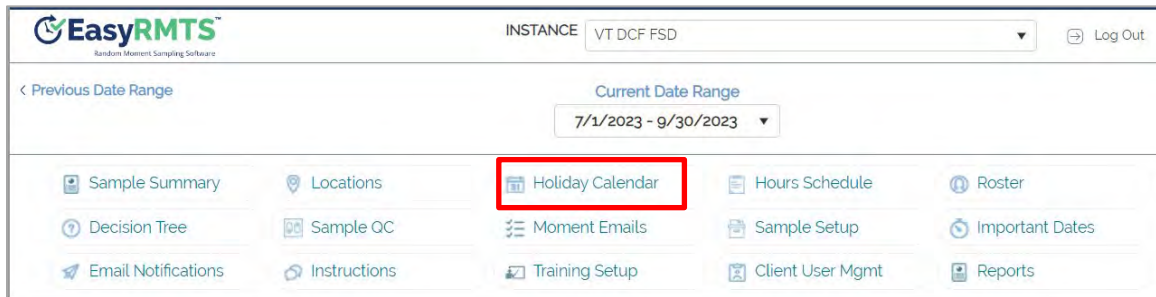 EasyRMTS™
Random Moment Sampling Software
INSTANCE VT DCF FSD Log Out
< Previous Date Range
Current Date Range
7/1/2023 - 9/30/2023
Sample Summary Locations Holiday Calendar Hours Schedule Roster
Decision Tree Sample QC Moment Emails Sample Setup Important Dates
Email Notifications Instructions Training Setup Client User Mgmt Reports